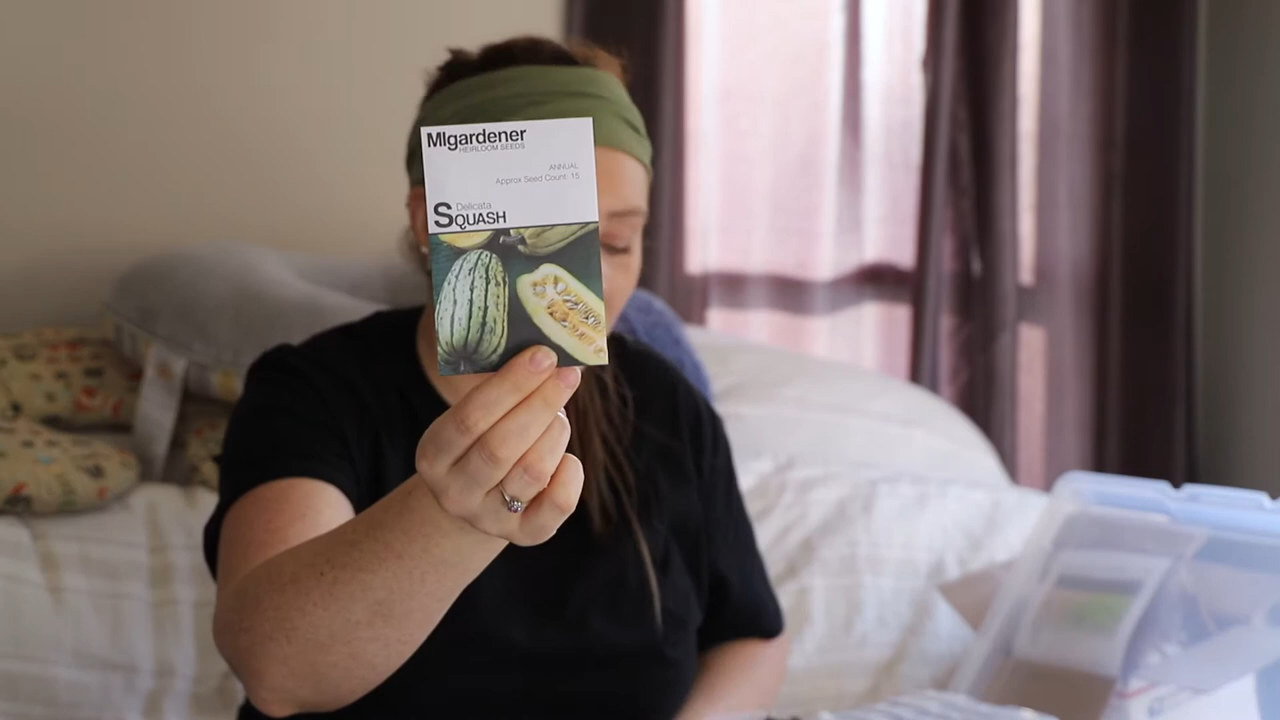 MIgardener
HEIRLOOM SEEDS
ANNUAL
Approx Seed Count: 15
Delicata
SQUASH